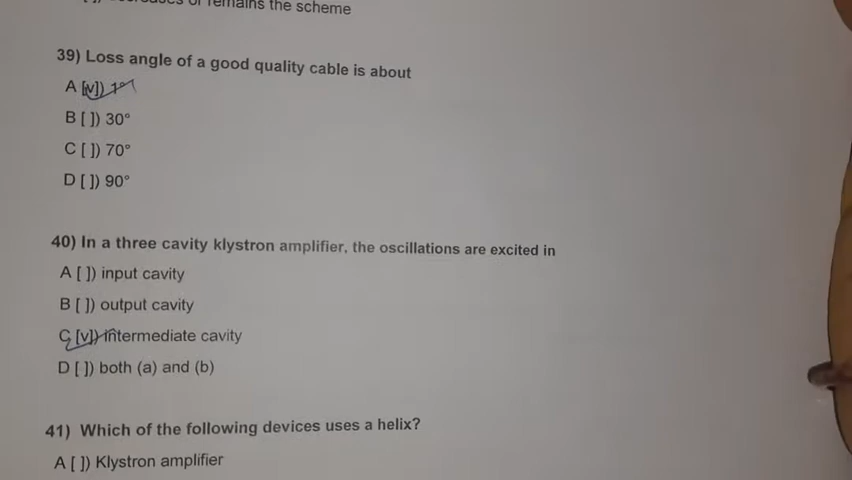 remains the scheme
39) Loss angle of a good quality cable is about
A [v]) 1°
B [ ]) 30°
C [ ]) 70°
D [ ]) 90°
40) In a three cavity klystron amplifier, the oscillations are excited in
A [ ]) input cavity
B [ ]) output cavity
C [v]) intermediate cavity
D [ ]) both (a) and (b)
41) Which of the following devices uses a helix?
A [ ]) Klystron amplifier